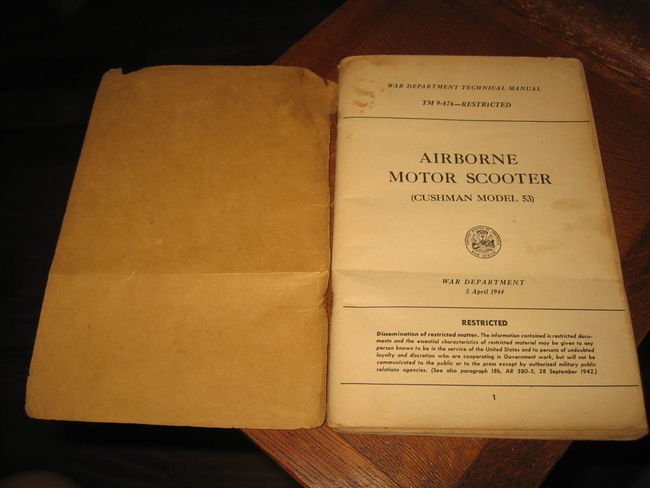 WAR DEPARTMENT TECHNICAL MANUAL
TM 9-876—RESTRICTED
AIRBORNE
MOTOR SCOOTER
(CUSHMAN MODEL 53)
WAR DEPARTMENT
5 April 1944
RESTRICTED
Dissemination of restricted matter. The information contained in restricted docu-
ments and the essential characteristics of restricted material may be given to any
person known to be in the service of the United States and to persons of undoubted
loyalty and discretion who are cooperating in Government work, but will not be
communicated to the public or to the press except by authorized military public
relations agencies. (See also paragraph 18b, AR 380-5, 28 September 1942.)
1